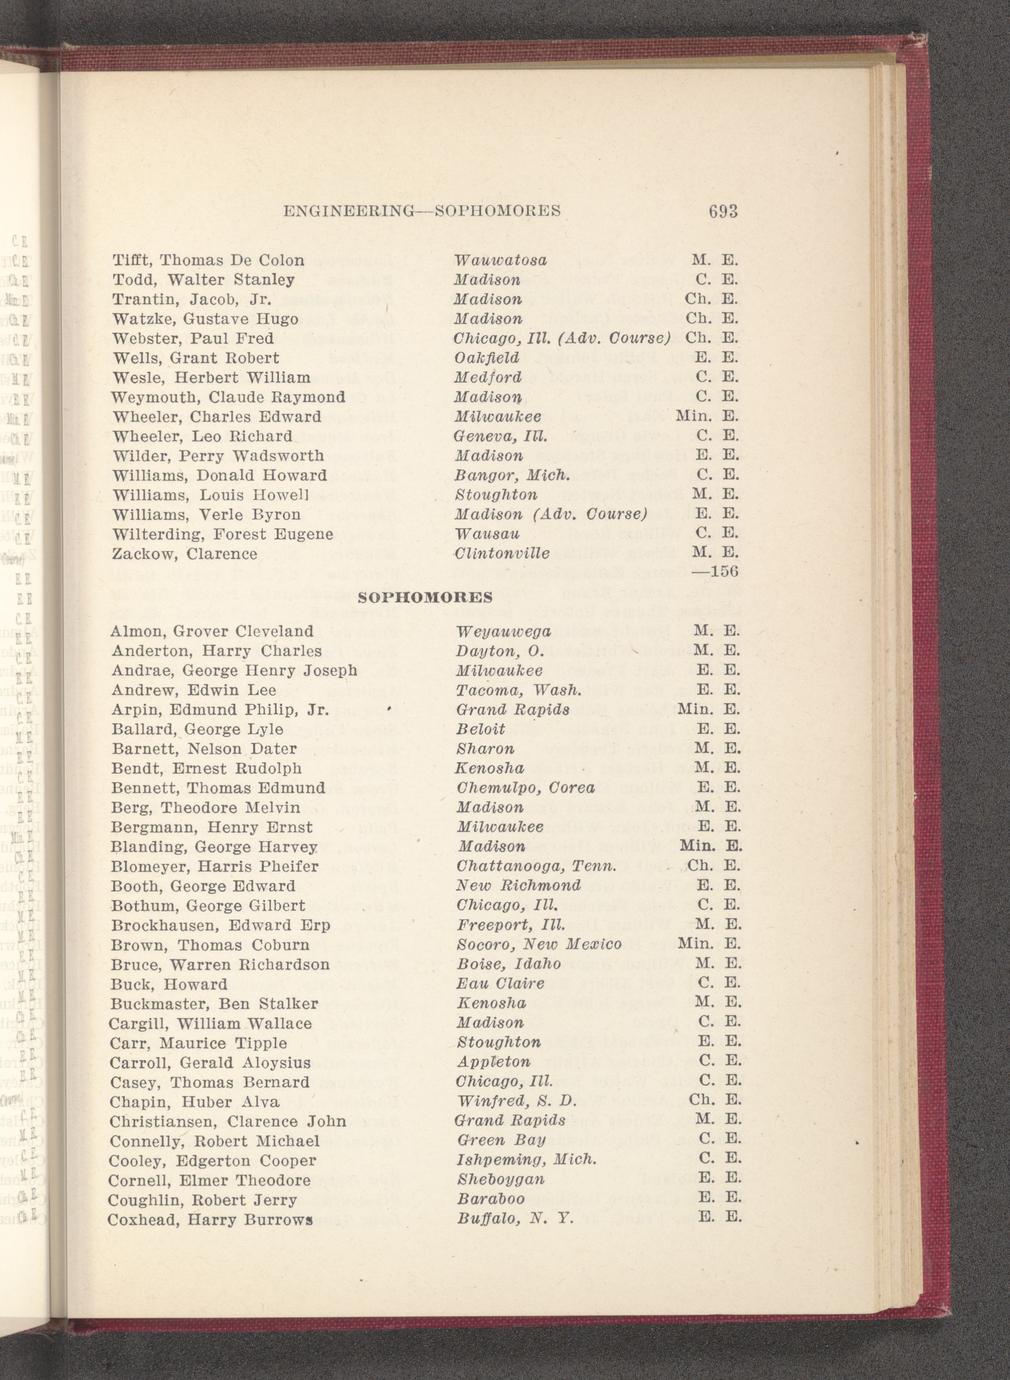 ENGINEERING—SOPHOMORES 693
Tifft, Thomas De Colon Wauwatosa M. E.
Todd, Walter Stanley Madison C. E.
Trantin, Jacob, Jr. Madison Ch. E.
Watzke, Gustave Hugo Madison Ch. E.
Webster, Paul Fred Chicago, Ill. (Adv. Course) Ch. E.
Wells, Grant Robert Oakfield E. E.
Wesle, Herbert William Medford C. E.
Weymouth, Claude Raymond Madison C. E.
Wheeler, Charles Edward Milwaukee Min. E.
Wheeler, Leo Richard Geneva, Ill. C. E.
Wilder, Perry Wadsworth Madison E. E.
Williams, Donald Howard Bangor, Mich. C. E.
Williams, Louis Howell Stoughton M. E.
Williams, Verle Byron Madison (Adv. Course) E. E.
Wilterding, Forest Eugene Wausau C. E.
Zackow, Clarence Clintonville M. E.
—156
SOPHOMORES
Almon, Grover Cleveland Weyauwega M. E.
Anderton, Harry Charles Dayton, O. M. E.
Andrae, George Henry Joseph Milwaukee E. E.
Andrew, Edwin Lee Tacoma, Wash. E. E.
Arpin, Edmund Philip, Jr. Grand Rapids Min. E.
Ballard, George Lyle Beloit E. E.
Barnett, Nelson Dater Sharon M. E.
Bendt, Ernest Rudolph Kenosha M. E.
Bennett, Thomas Edmund Chemulpo, Corea E. E.
Berg, Theodore Melvin Madison M. E.
Bergmann, Henry Ernst Milwaukee E. E.
Blanding, George Harvey Madison Min. E.
Blomeyer, Harris Pheifer Chattanooga, Tenn. Ch. E.
Booth, George Edward New Richmond E. E.
Bothum, George Gilbert Chicago, Ill. C. E.
Brockhausen, Edward Erp Freeport, Ill. M. E.
Brown, Thomas Coburn Socoro, New Mexico Min. E.
Bruce, Warren Richardson Boise, Idaho M. E.
Buck, Howard Eau Claire C. E.
Buckmaster, Ben Stalker Kenosha M. E.
Cargill, William Wallace Madison C. E.
Carr, Maurice Tipple Stoughton E. E.
Carroll, Gerald Aloysius Appleton C. E.
Casey, Thomas Bernard Chicago, Ill. C. E.
Chapin, Huber Alva Winfred, S. D. Ch. E.
Christiansen, Clarence John Grand Rapids M. E.
Connelly, Robert Michael Green Bay C. E.
Cooley, Edgerton Cooper Ishpeming, Mich. C. E.
Cornell, Elmer Theodore Sheboygan E. E.
Coughlin, Robert Jerry Baraboo E. E.
Coxhead, Harry Burrows Buffalo, N. Y. E. E.